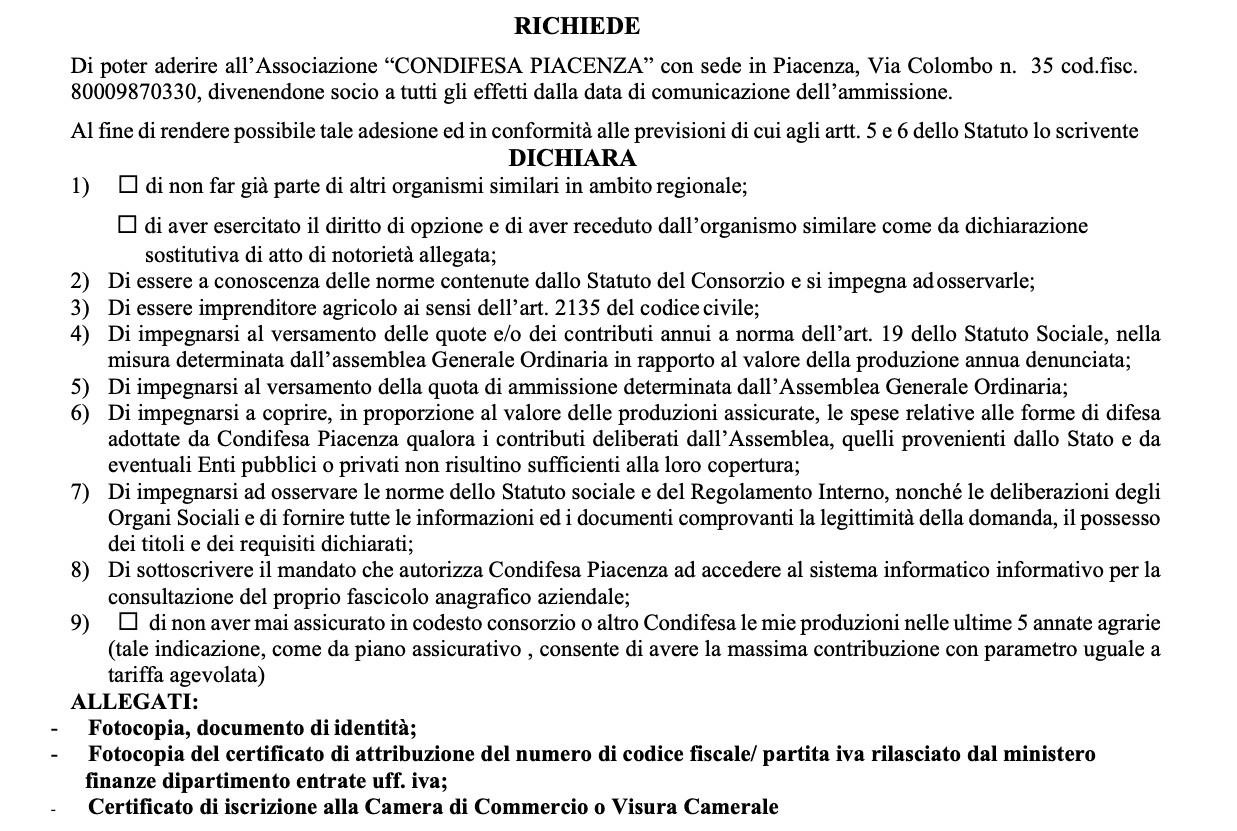 RICHIEDE
Di poter aderire all’Associazione “CONDIFESA PIACENZA” con sede in Piacenza, Via Colombo n. 35 cod.fisc.
80009870330, divenendone socio a tutti gli effetti dalla data di comunicazione dell’ammissione.
Al fine di rendere possibile tale adesione ed in conformità alle previsioni di cui agli artt. 5 e 6 dello Statuto lo scrivente
DICHIARA
1) ☐ di non far già parte di altri organismi similari in ambito regionale;
☐ di aver esercitato il diritto di opzione e di aver receduto dall’organismo similare come da dichiarazione
sostitutiva di atto di notorietà allegata;
2) Di essere a conoscenza delle norme contenute dallo Statuto del Consorzio e si impegna ad osservarle;
3) Di essere imprenditore agricolo ai sensi dell’art. 2135 del codice civile;
4) Di impegnarsi al versamento delle quote e/o dei contributi annui a norma dell’art. 19 dello Statuto Sociale, nella
misura determinata dall’assemblea Generale Ordinaria in rapporto al valore della produzione annua denunciata;
5) Di impegnarsi al versamento della quota di ammissione determinata dall’Assemblea Generale Ordinaria;
6) Di impegnarsi a coprire, in proporzione al valore delle produzioni assicurate, le spese relative alle forme di difesa
adottate da Condifesa Piacenza qualora i contributi deliberati dall’Assemblea, quelli provenienti dallo Stato e da
eventuali Enti pubblici o privati non risultino sufficienti alla loro copertura;
7) Di impegnarsi ad osservare le norme dello Statuto sociale e del Regolamento Interno, nonché le deliberazioni degli
Organi Sociali e di fornire tutte le informazioni ed i documenti comprovanti la legittimità della domanda, il possesso
dei titoli e dei requisiti dichiarati;
8) Di sottoscrivere il mandato che autorizza Condifesa Piacenza ad accedere al sistema informatico informativo per la
consultazione del proprio fascicolo anagrafico aziendale;
9) ☐ di non aver mai assicurato in codesto consorzio o altro Condifesa le mie produzioni nelle ultime 5 annate agrarie
(tale indicazione, come da piano assicurativo , consente di avere la massima contribuzione con parametro uguale a
tariffa agevolata)
ALLEGATI:
- Fotocopia, documento di identità;
- Fotocopia del certificato di attribuzione del numero di codice fiscale/ partita iva rilasciato dal ministero
finanze dipartimento entrate uff. iva;
- Certificato di iscrizione alla Camera di Commercio o Visura Camerale